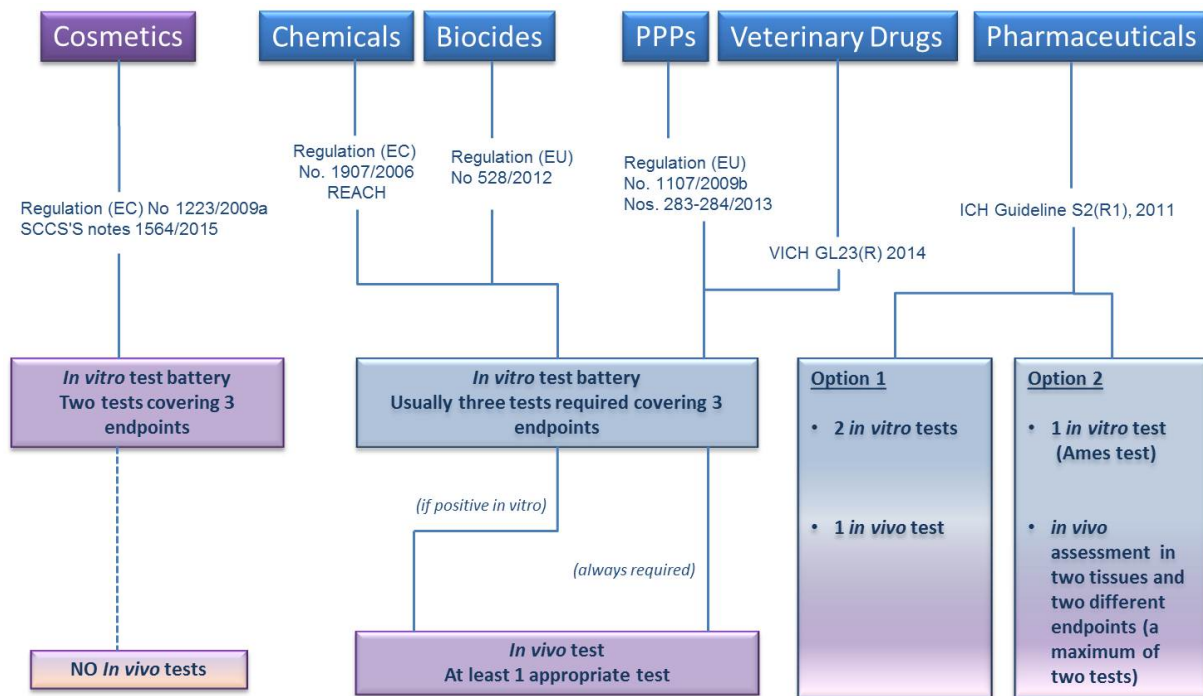 Cosmetics
Chemicals
Biocides
PPPs
Veterinary Drugs
Pharmaceuticals
Regulation (EC) No 1223/2009a
SCCS'S notes 1564/2015
Regulation (EC)
No. 1907/2006
REACH
Regulation (EU)
No 528/2012
Regulation (EU)
No. 1107/2009b
Nos. 283-284/2013
VICH GL23(R) 2014
ICH Guideline S2(R1), 2011
In vitro test battery
Two tests covering 3
endpoints
NO In vivo tests
In vitro test battery
Usually three tests required covering 3
endpoints
(if positive in vitro)
(always required)
In vivo test
At least 1 appropriate test
Option 1
• 2 in vitro tests
• 1 in vivo test
Option 2
• 1 in vitro test
(Ames test)
• in vivo
assessment in
two tissues and
two different
endpoints (a
maximum of
two tests)